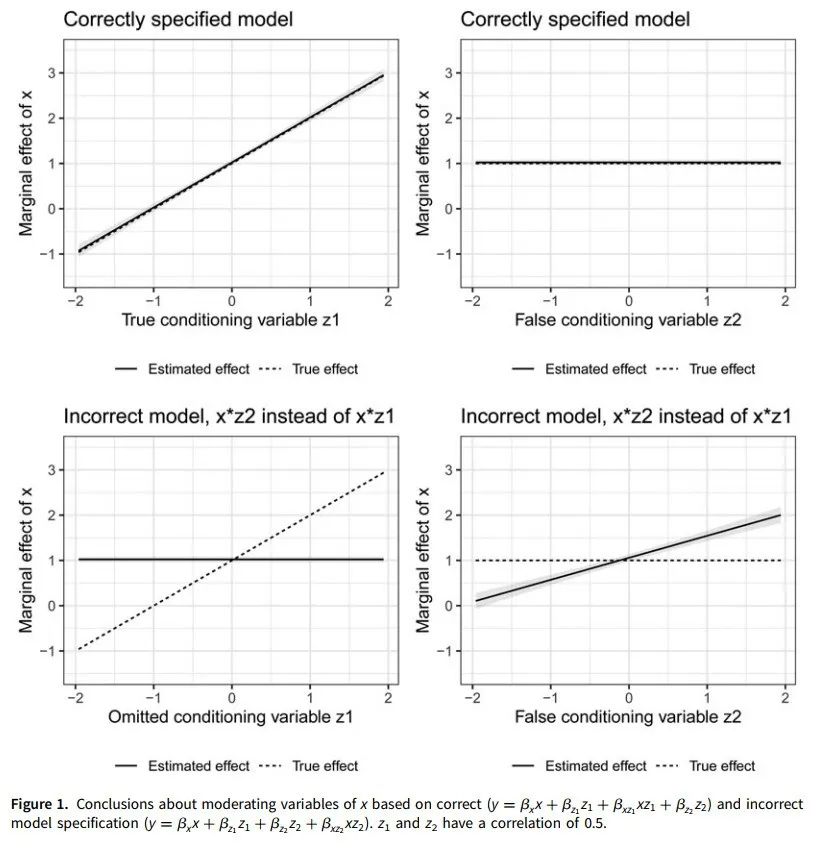 Correctly specified model
Marginal effect of x
3
2
1
0
−1
−2 −1 0 1 2
True conditioning variable z1
Estimated effect True effect
Correctly specified model
Marginal effect of x
3
2
1
0
−1
−2 −1 0 1 2
False conditioning variable z2
Estimated effect True effect
Incorrect model, x*z2 instead of x*z1
Marginal effect of x
3
2
1
0
−1
−2 −1 0 1 2
Omitted conditioning variable z1
Estimated effect True effect
Incorrect model, x*z2 instead of x*z1
Marginal effect of x
3
2
1
0
−1
−2 −1 0 1 2
False conditioning variable z2
Estimated effect True effect
Figure 1. Conclusions about moderating variables of x based on correct (y = βₓx + β_z₁z₁ + β_xz₁xz₁ + β_z₂z₂) and incorrect
model specification (y = βₓx + β_z₁z₁ + β_z₂z₂ + β_xz₂xz₂). z₁ and z₂ have a correlation of 0.5.